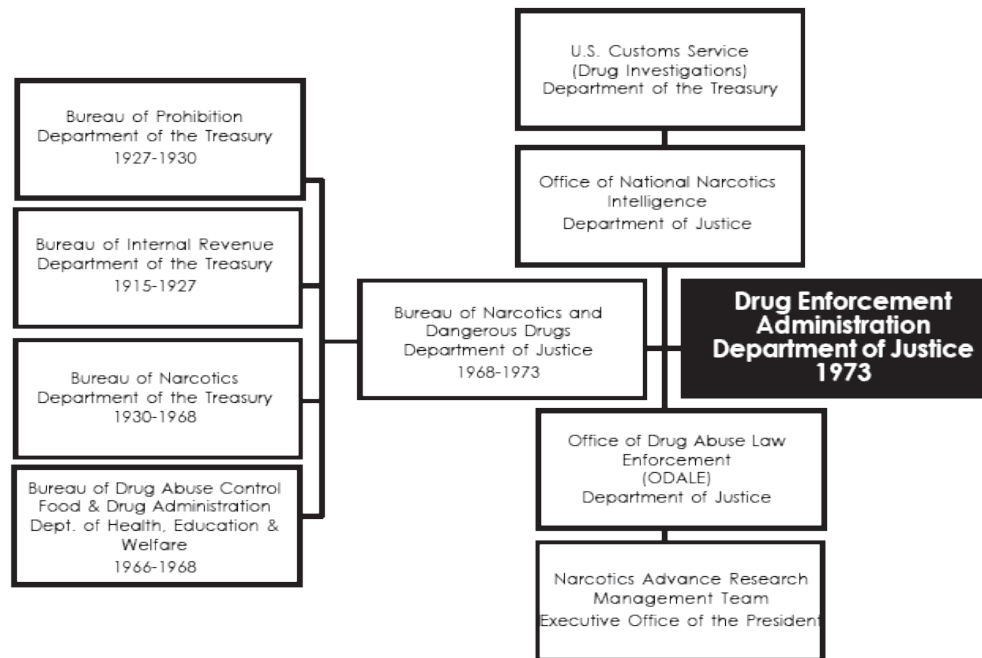 Bureau of Prohibition
Department of the Treasury
1927-1930
Bureau of Internal Revenue
Department of the Treasury
1915-1927
Bureau of Narcotics
Department of the Treasury
1930-1968
Bureau of Drug Abuse Control
Food & Drug Administration
Dept. of Health, Education &
Welfare
1966-1968
Bureau of Narcotics and
Dangerous Drugs
Department of Justice
1968-1973
U.S. Customs Service
(Drug Investigations)
Department of the Treasury
Office of National Narcotics
Intelligence
Department of Justice
Office of Drug Abuse Law
Enforcement
(ODALE)
Department of Justice
Narcotics Advance Research
Management Team
Executive Office of the President
Drug Enforcement
Administration
Department of Justice
1973